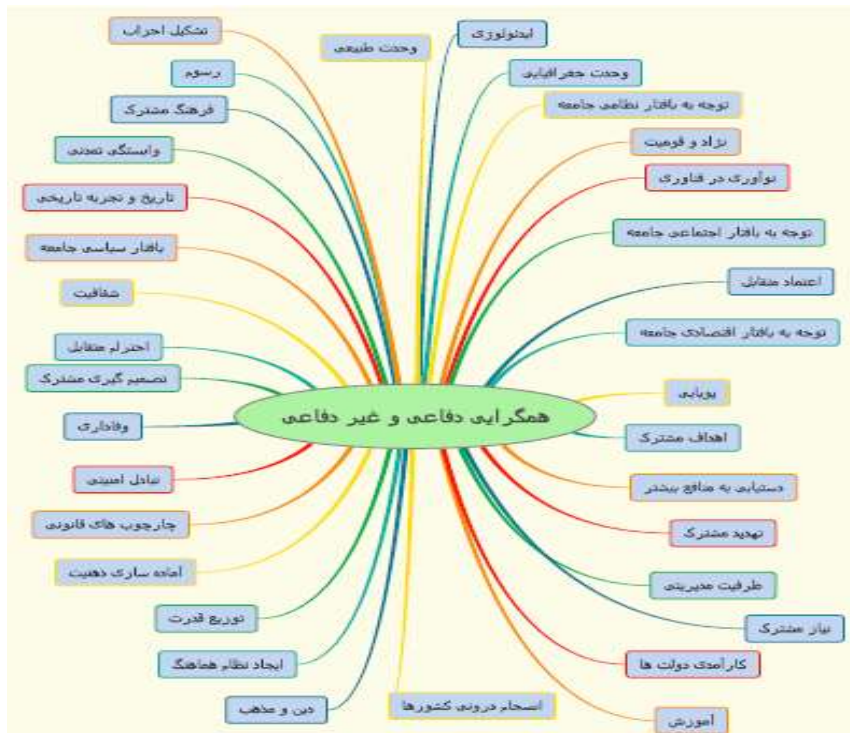 تشکیل احزاب
وحدت طبیعی
ایدئولوژی
رسوم
وحدت جغرافیایی
فرهنگ مشترک
توجه به بافتار نظامی جامعه
نژاد و قومیت
وابستگی تمدنی
نوآوری در فناوری
تاریخ و تجربه تاریخی
توجه به بافتار اجتماعی جامعه
بافتار سیاسی جامعه
اعتماد متقابل
شفافیت
توجه به بافتار اقتصادی جامعه
احترام متقابل
تصمیم گیری مشترک
پویایی
همگرایی دفاعی و غیر دفاعی
وفاداری
اهداف مشترک
تبادل امنیتی
دستیابی به منافع بیشتر
چارچوب های قانونی
تهدید مشترک
آماده سازی ذهنیت
ظرفیت مدیریتی
توزیع قدرت
نیاز مشترک
ایجاد نظام هماهنگ
کارآمدی دولت ها
دین و مذهب
انسجام درونی کشورها
آموزش